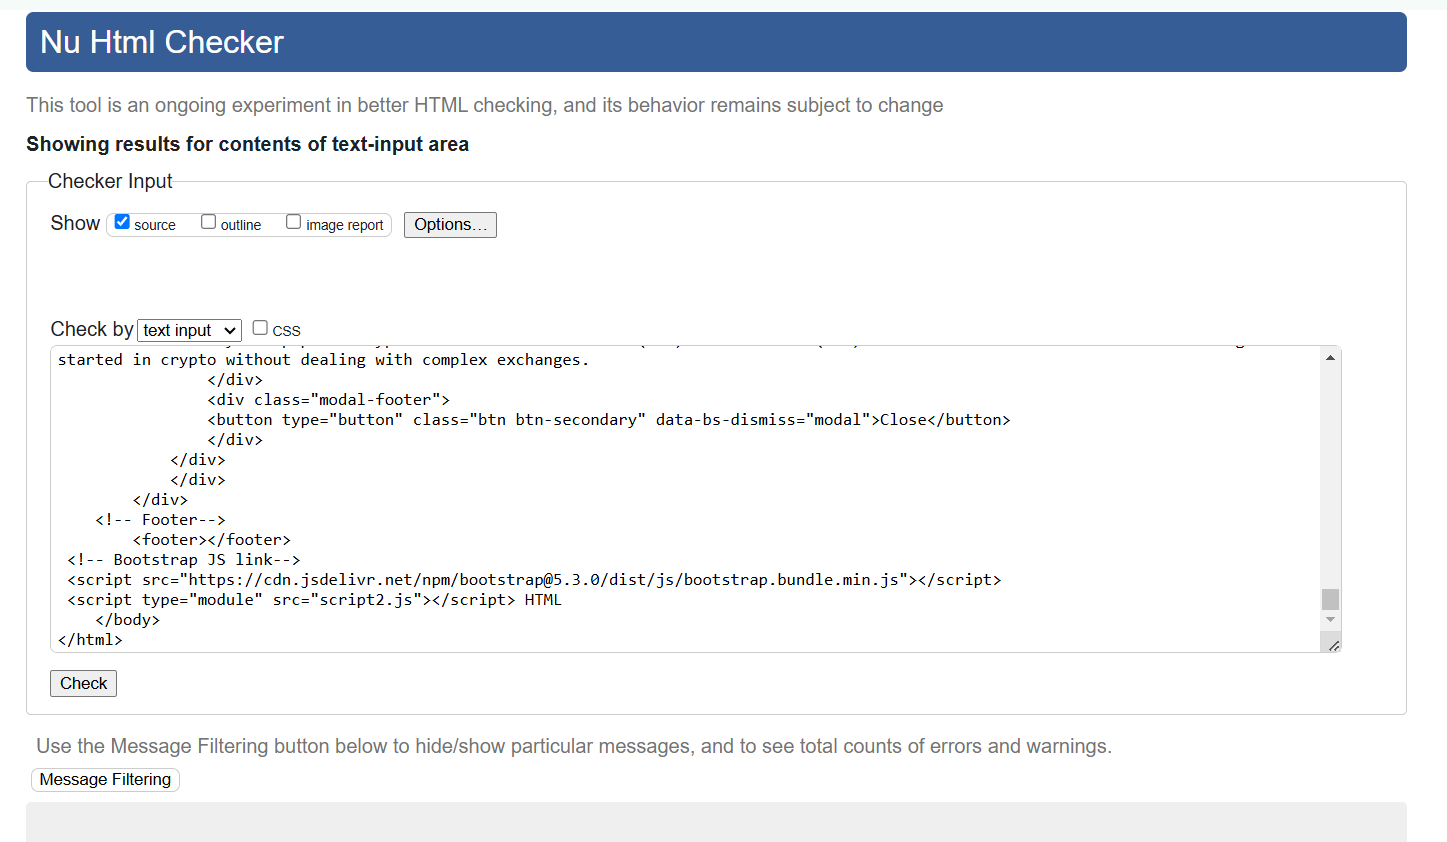 Nu Html Checker
This tool is an ongoing experiment in better HTML checking, and its behavior remains subject to change
Showing results for contents of text-input area
Checker Input
Show source outline image report Options...
Check by text input CSS
started in crypto without dealing with complex exchanges.
</div>
<div class="modal-footer">
<button type="button" class="btn btn-secondary" data-bs-dismiss="modal">Close</button>
</div>
</div>
</div>
</div>
<!-- Footer-->
<footer></footer>
<!-- Bootstrap JS link-->
<script src="https://cdn.jsdelivr.net/npm/bootstrap@5.3.0/dist/js/bootstrap.bundle.min.js"></script>
<script type="module" src="script2.js"></script> HTML
</body>
</html>
Check
Use the Message Filtering button below to hide/show particular messages, and to see total counts of errors and warnings.
Message Filtering